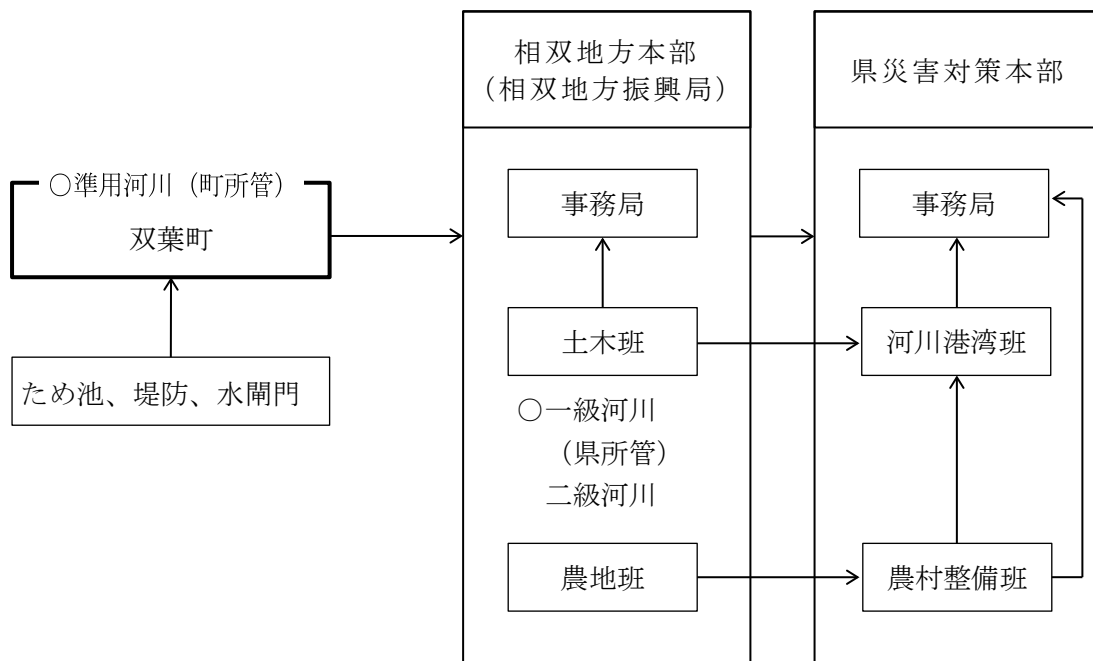 相双地方本部
（相双地方振興局）
県災害対策本部
○準用河川（町所管）
双葉町
事務局
事務局
土木班
河川港湾班
ため池、堤防、水閘門
○一級河川
（県所管）
二級河川
農地班
農村整備班